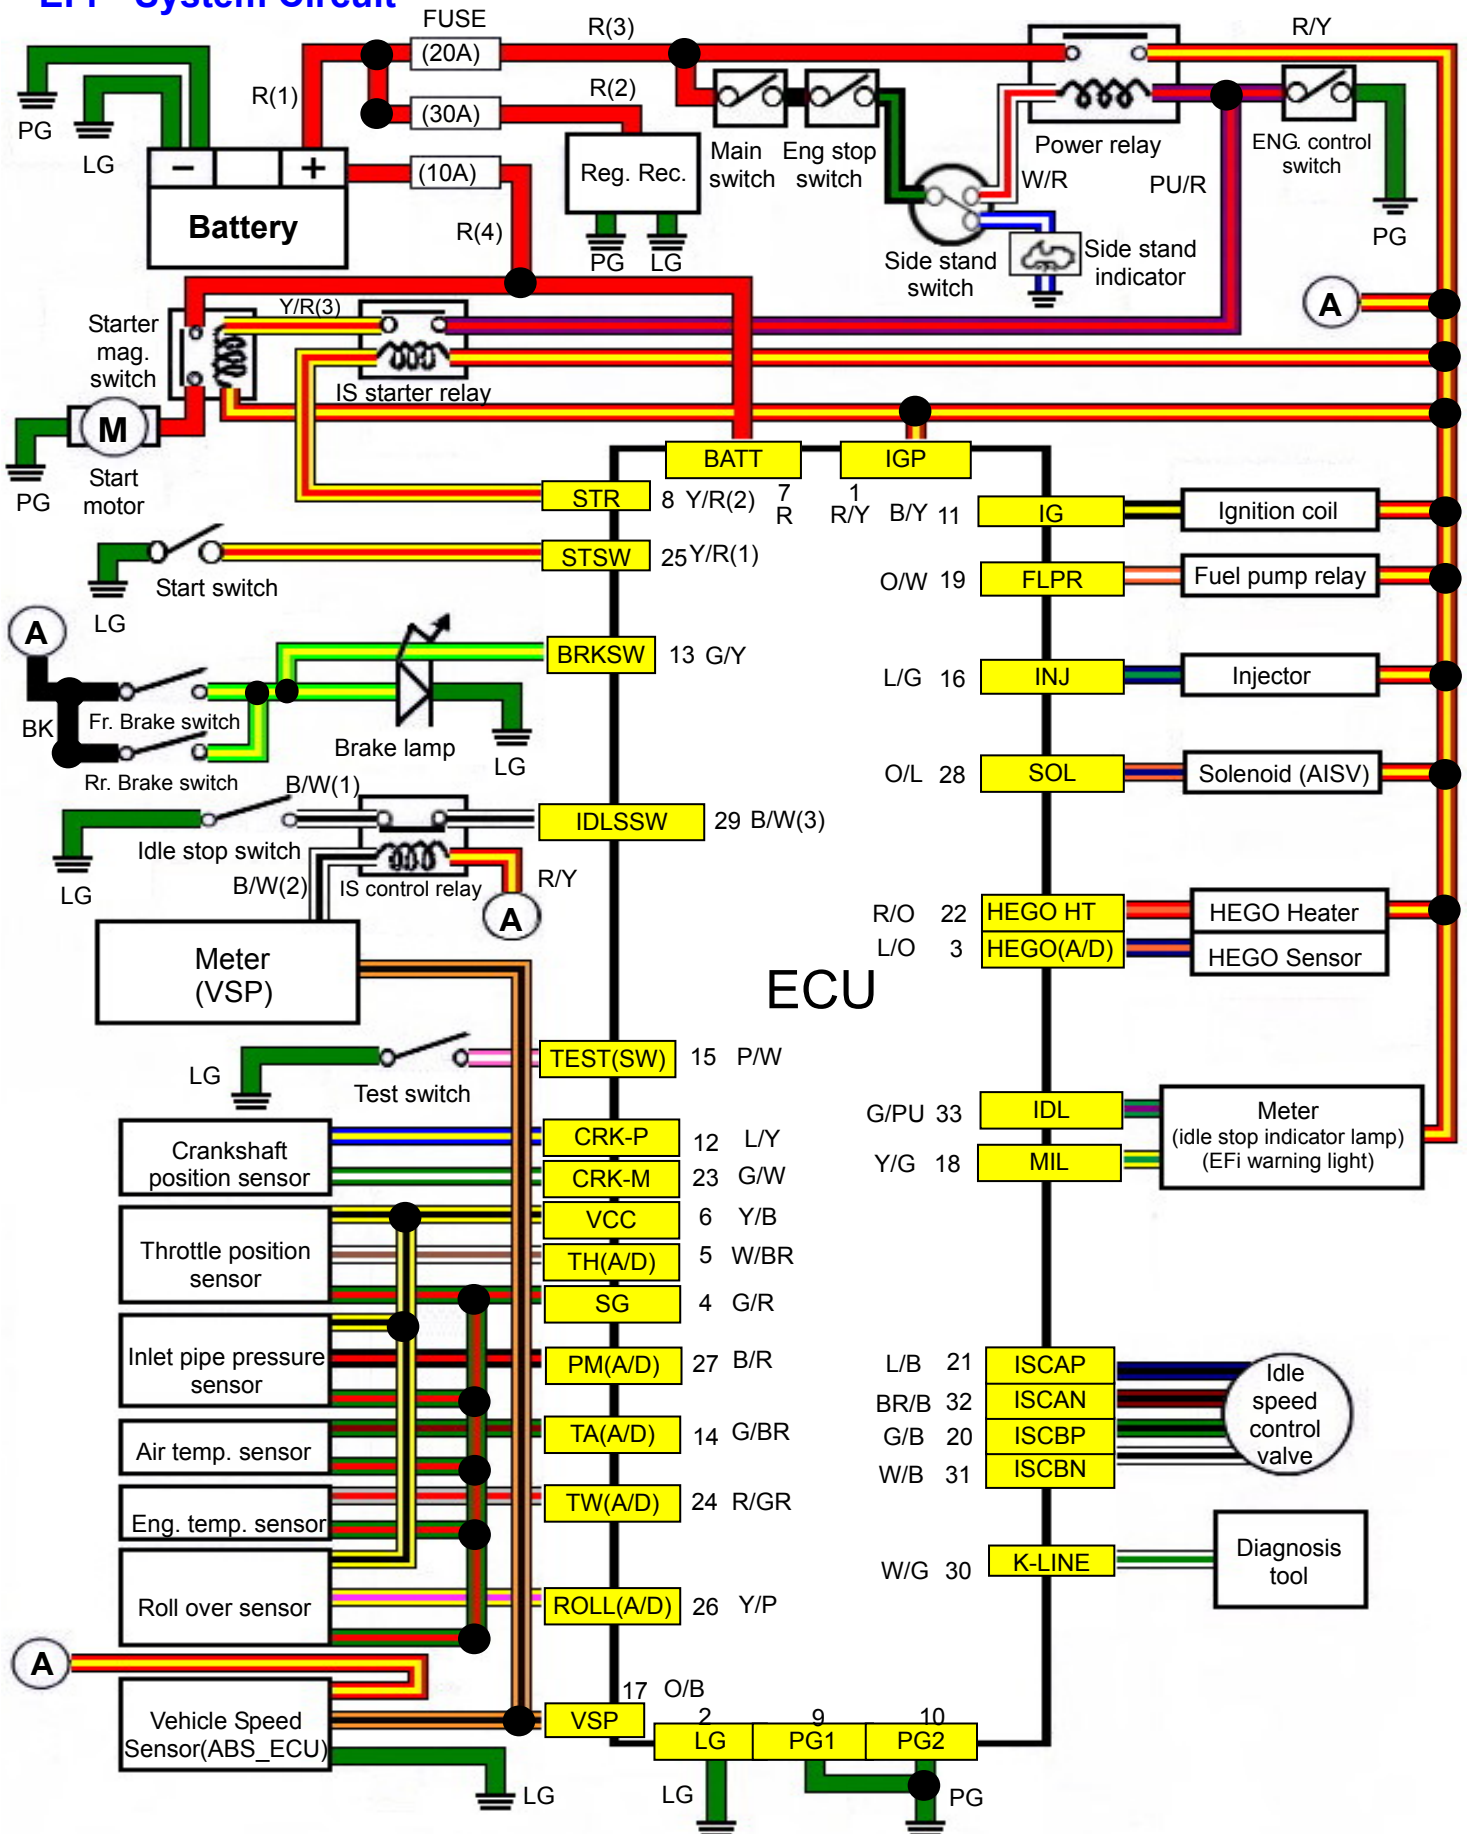 EFi System Circuit
FUSE
(20A)
R(3)
R/Y
R(1)
(30A)
R(2)
PG
LG
(10A)
Reg. Rec.
Main
switch
Eng stop
switch
Power relay
ENG. control
switch
− +
Battery
R(4)
W/R
PU/R
PG
LG
PG
Side stand
switch
Side stand
indicator
A
Starter
mag.
switch
Y/R(3)
IS starter relay
M
PG
Start
motor
BATT
IGP
STR
8 Y/R(2)
7
R
1
R/Y
B/Y 11
IG
Ignition coil
STSW
25 Y/R(1)
Start switch
LG
O/W 19
FLPR
Fuel pump relay
A
BRKSW
13 G/Y
L/G 16
INJ
Injector
BK
Fr. Brake switch
Rr. Brake switch
Brake lamp
LG
O/L 28
SOL
Solenoid (AISV)
B/W(1)
IDLSSW
29 B/W(3)
Idle stop switch
LG
B/W(2)
IS control relay
R/Y
A
R/O 22
HEGO HT
HEGO Heater
L/O 3
HEGO(A/D)
HEGO Sensor
Meter
(VSP)
ECU
LG
Test switch
TEST(SW)
15 P/W
G/PU 33
IDL
Y/G 18
MIL
Meter
(idle stop indicator lamp)
(EFi warning light)
Crankshaft
position sensor
CRK-P
12 L/Y
CRK-M
23 G/W
Throttle position
sensor
VCC
6 Y/B
TH(A/D)
5 W/BR
SG
4 G/R
Inlet pipe pressure
sensor
PM(A/D)
27 B/R
Air temp. sensor
TA(A/D)
14 G/BR
Eng. temp. sensor
TW(A/D)
24 R/GR
Roll over sensor
ROLL(A/D)
26 Y/P
L/B 21
ISCAP
BR/B 32
ISCAN
G/B 20
ISCBP
W/B 31
ISCBN
Idle
speed
control
valve
W/G 30
K-LINE
Diagnosis
tool
A
Vehicle Speed
Sensor(ABS_ECU)
LG
VSP
17 O/B
2
LG
9
PG1
10
PG2
LG
PG